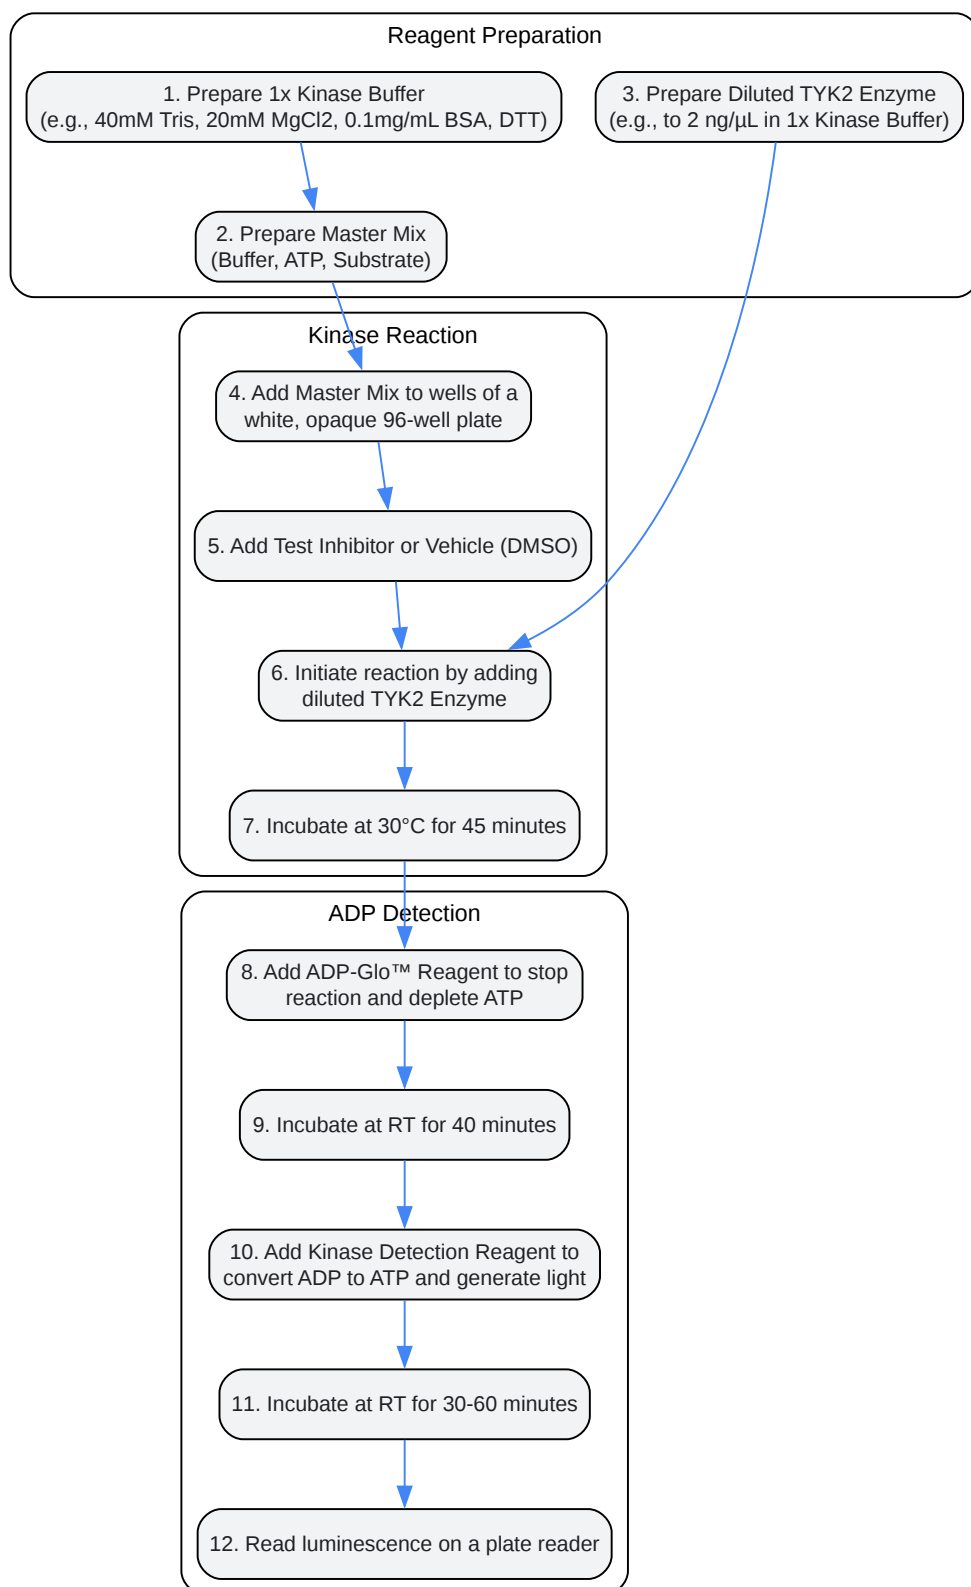 Reagent Preparation
1. Prepare 1x Kinase Buffer
(e.g., 40mM Tris, 20mM MgCl2, 0.1mg/mL BSA, DTT)
3. Prepare Diluted TYK2 Enzyme
(e.g., to 2 ng/µL in 1x Kinase Buffer)
2. Prepare Master Mix
(Buffer, ATP, Substrate)
Kinase Reaction
4. Add Master Mix to wells of a
white, opaque 96-well plate
5. Add Test Inhibitor or Vehicle (DMSO)
6. Initiate reaction by adding
diluted TYK2 Enzyme
7. Incubate at 30°C for 45 minutes
ADP Detection
8. Add ADP-Glo™ Reagent to stop
reaction and deplete ATP
9. Incubate at RT for 40 minutes
10. Add Kinase Detection Reagent to
convert ADP to ATP and generate light
11. Incubate at RT for 30-60 minutes
12. Read luminescence on a plate reader